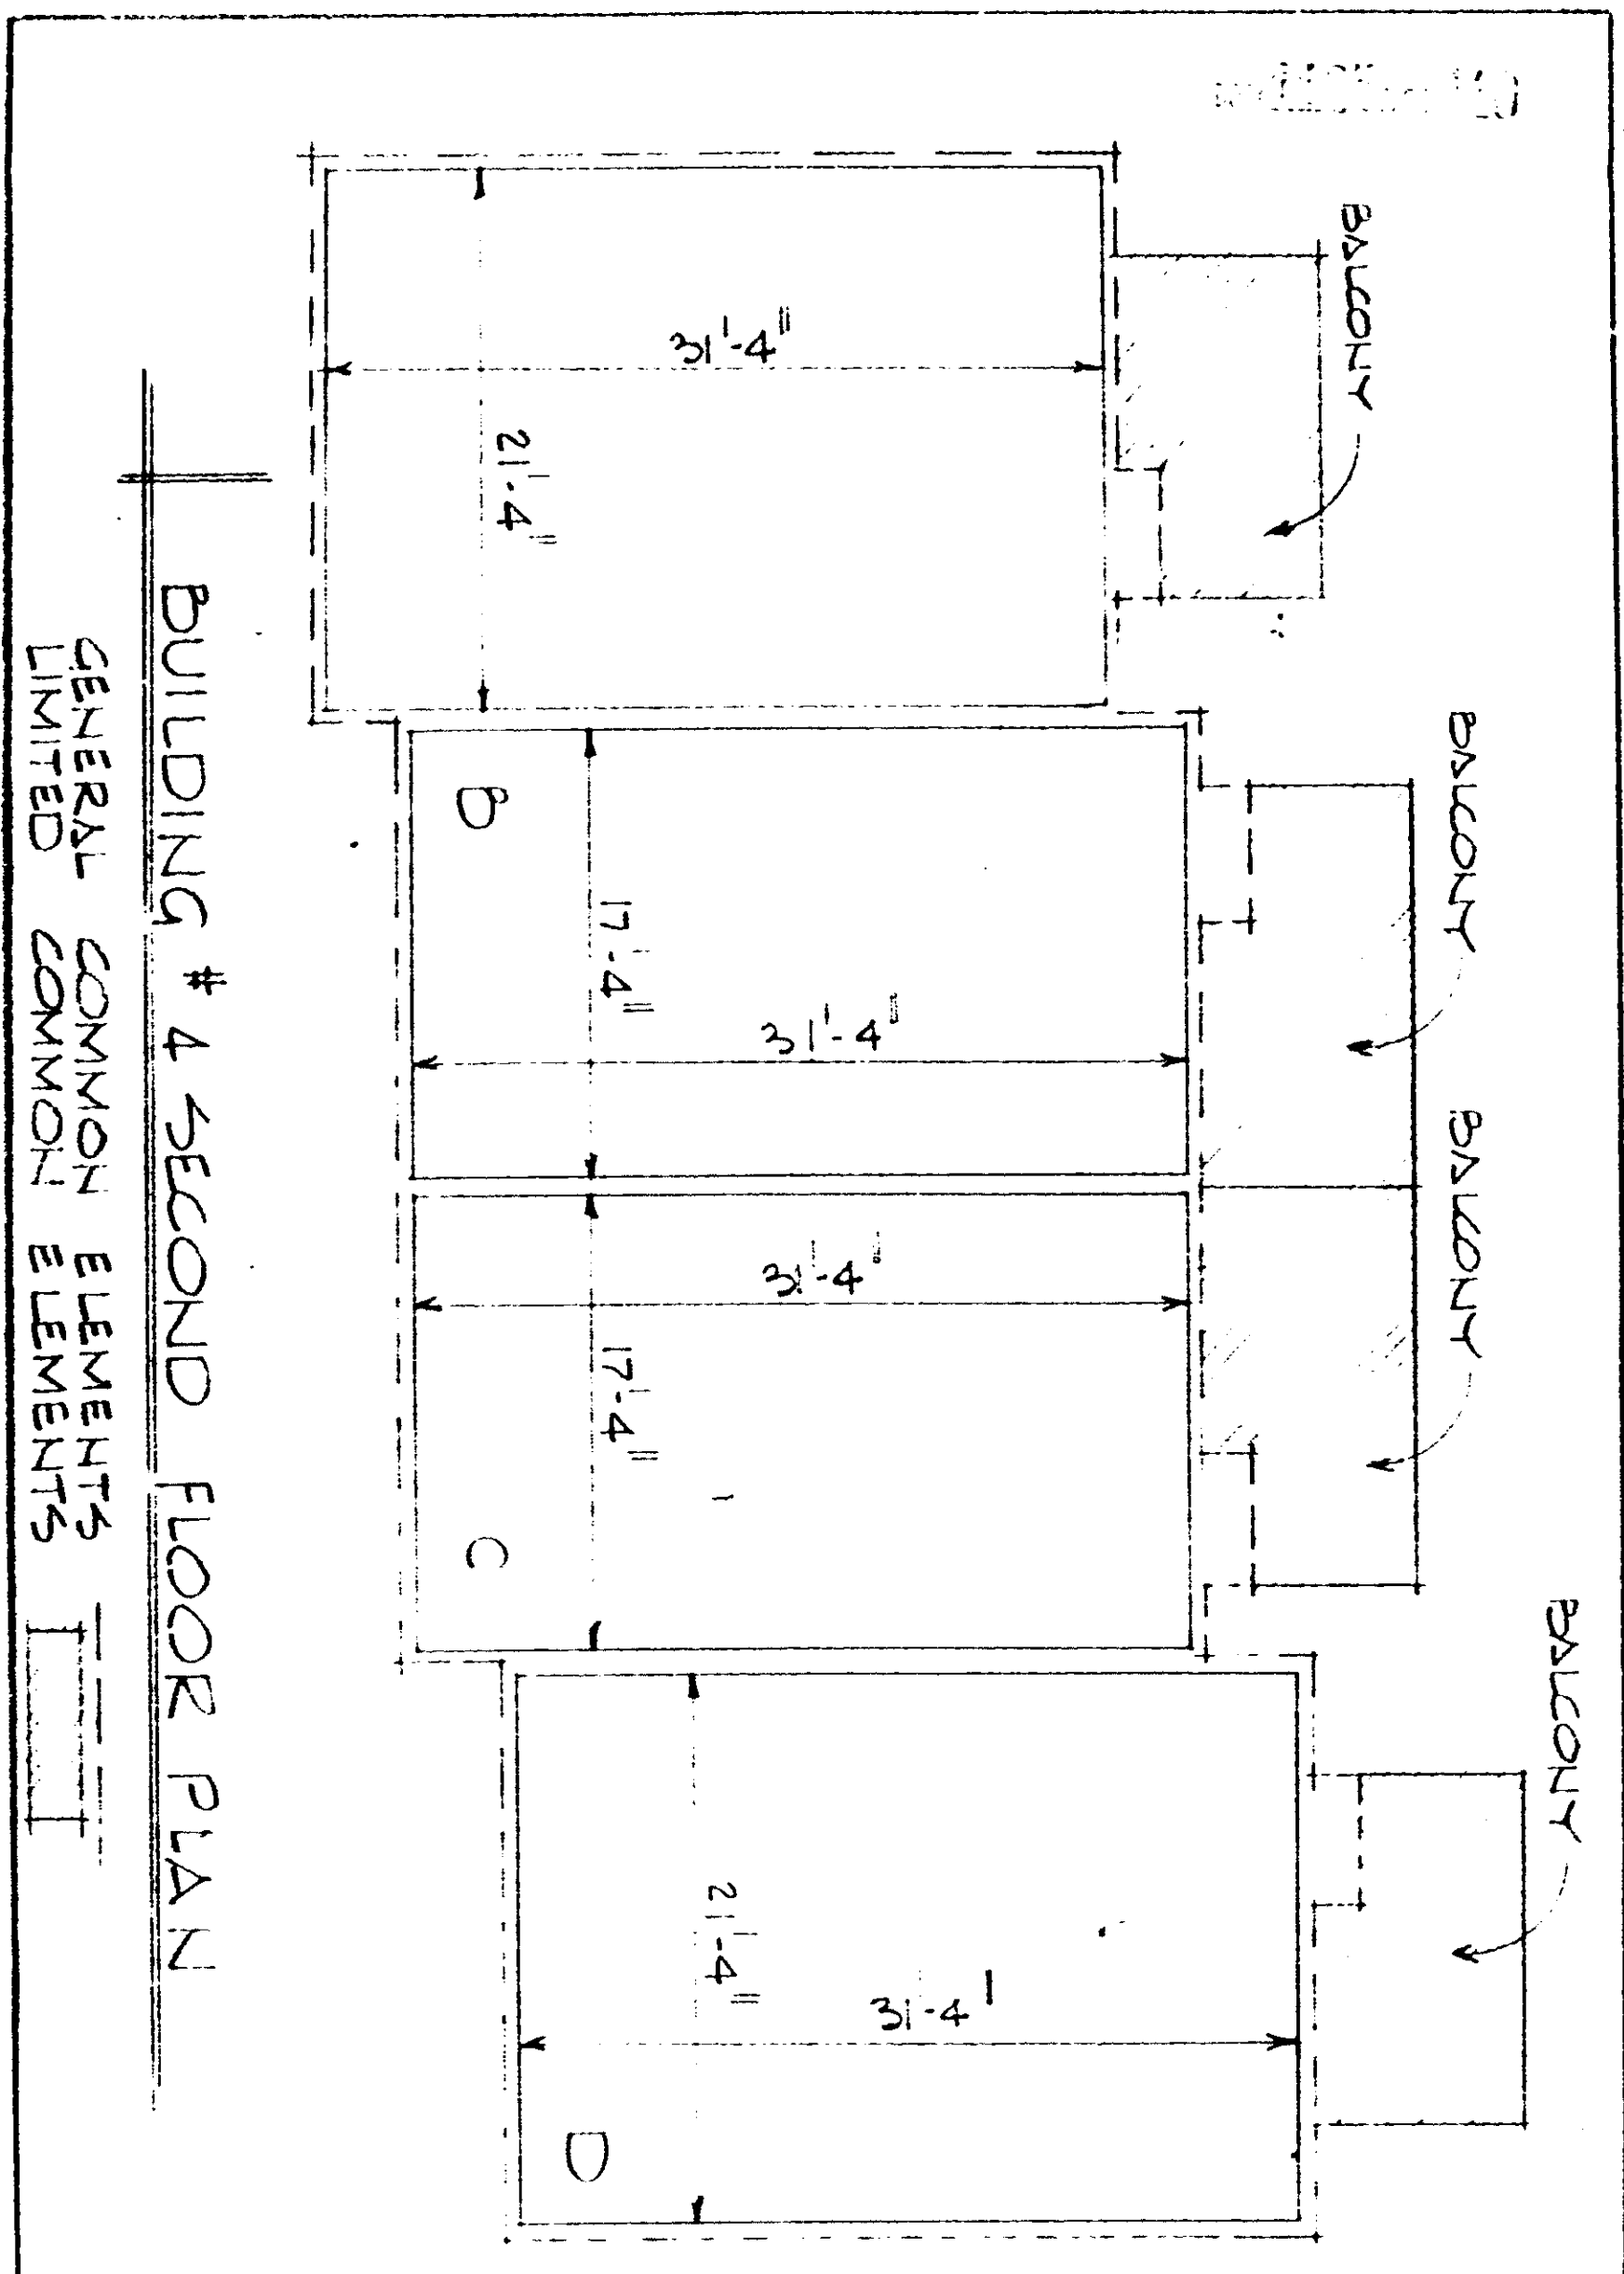 BALCONY
BALCONY
BALCONY
BALCONY
31'-4"
21'-4"
B
17'-4"
31'-4"
31'-4"
17'-4"
C
21'-4"
31'-4'
D
BUILDING # 4 SECOND FLOOR PLAN
GENERAL COMMON ELEMENTS
LIMITED COMMON ELEMENTS